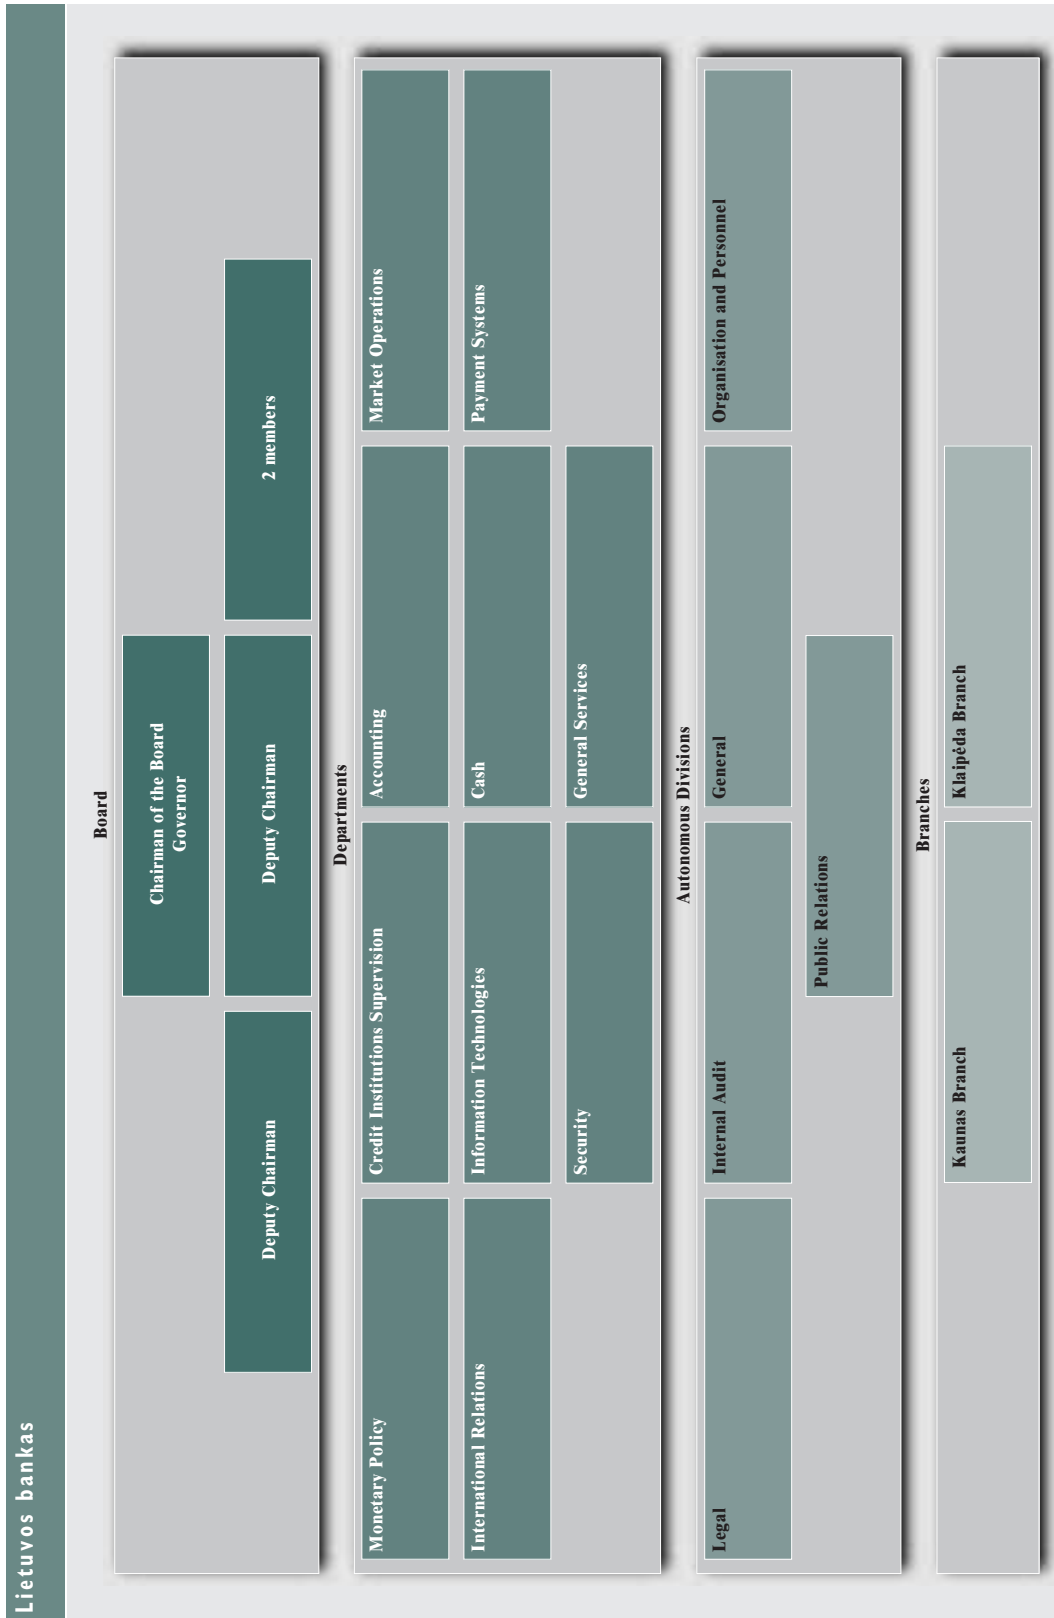 Lietuvos bankas
Board
Chairman of the Board
Governor
Deputy Chairman
Deputy Chairman
2 members
Departments
Monetary Policy
Credit Institutions Supervision
Accounting
Market Operations
International Relations
Information Technologies
Cash
Payment Systems
Security
General Services
Autonomous Divisions
Legal
Internal Audit
General
Organisation and Personnel
Public Relations
Branches
Kaunas Branch
Klaipėda Branch